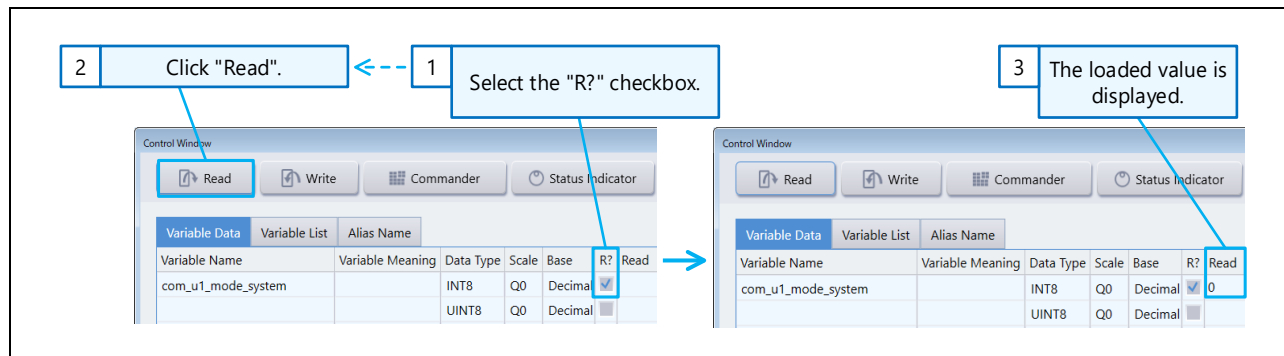 2 Click "Read".
1 Select the "R?" checkbox.
3 The loaded value is
displayed.
Control Window
Read Write Commander Status Indicator
Variable Data Variable List Alias Name
Variable Name Variable Meaning Data Type Scale Base R? Read
com_u1_mode_system INT8 Q0 Decimal
UINT8 Q0 Decimal
Control Window
Read Write Commander Status Indicator
Variable Data Variable List Alias Name
Variable Name Variable Meaning Data Type Scale Base R? Read
com_u1_mode_system INT8 Q0 Decimal 0
UINT8 Q0 Decimal